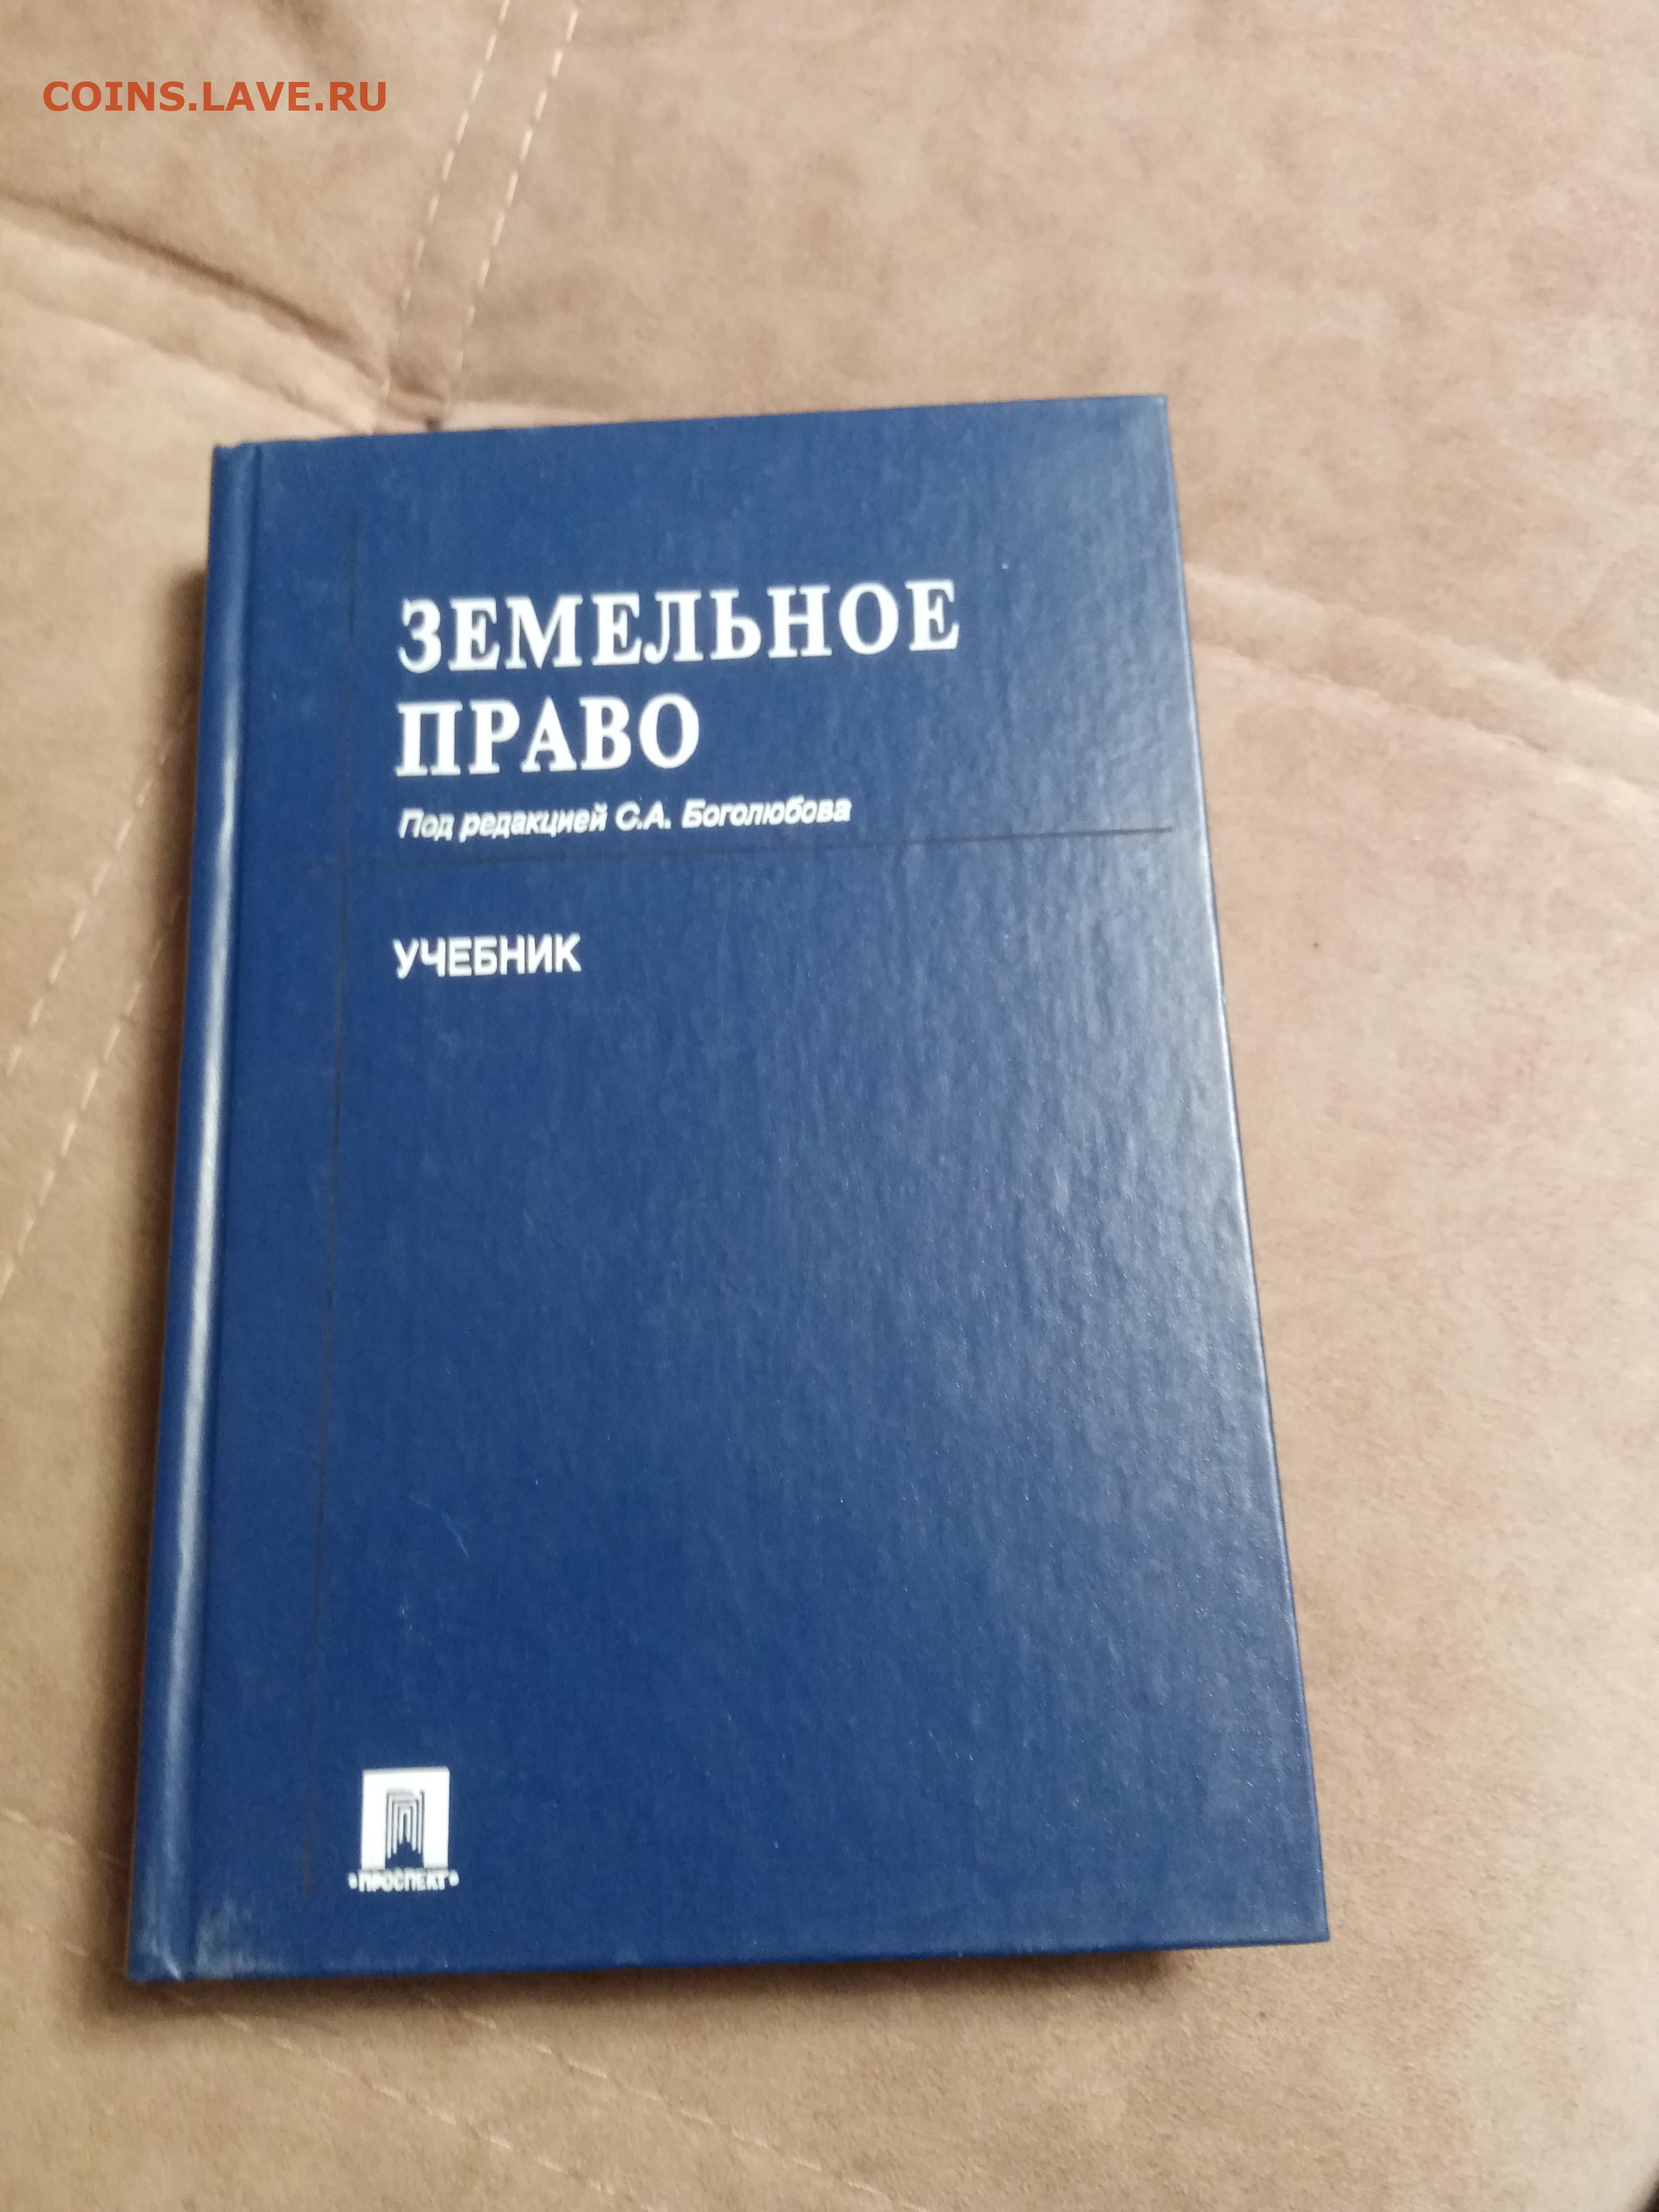 COINS.LAVE.RU
ЗЕМЕЛЬНОЕ
ПРАВО
Под редакцией С.А. Боголюбова
УЧЕБНИК
•ПРОСПЕКТ•